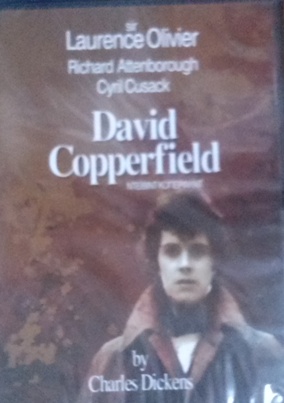 sir
Laurence Olivier
Richard Attenborough
Cyril Cusack
David
Copperfield
by
Charles Dickens